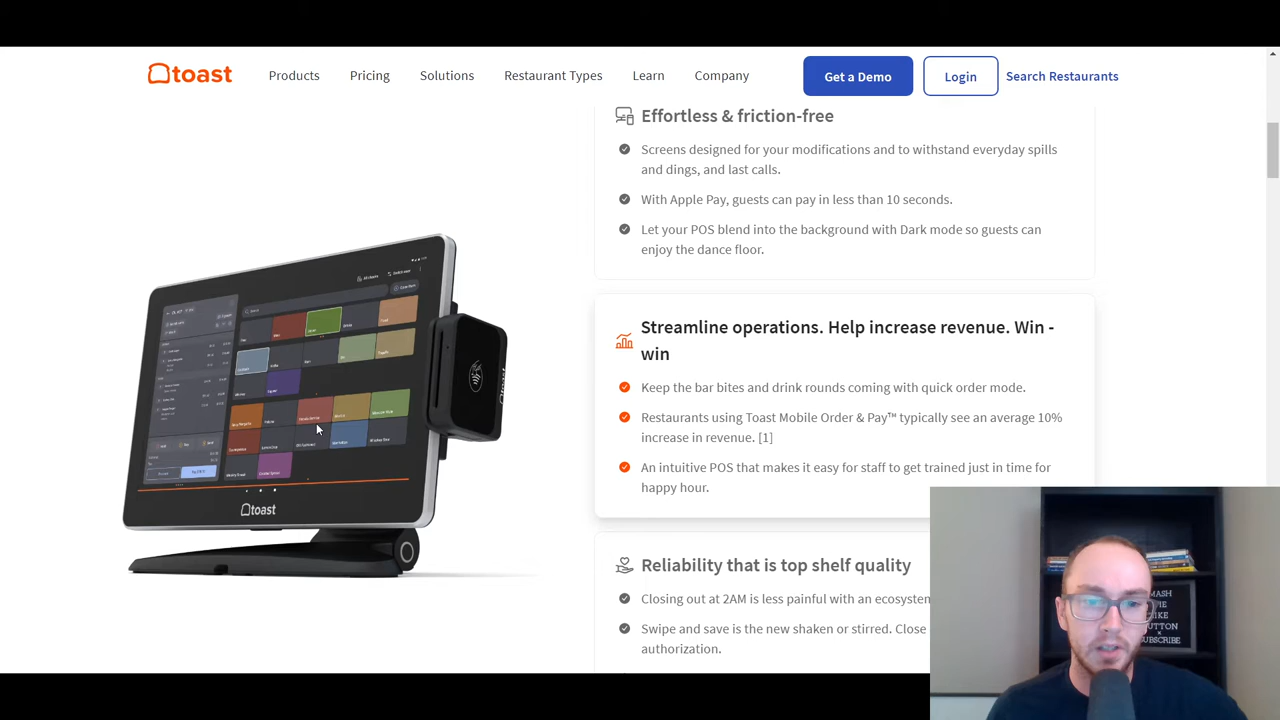 toast
Products
Pricing
Solutions
Restaurant Types
Learn
Company
Get a Demo
Login
Search Restaurants
Effortless & friction-free
Screens designed for your modifications and to withstand everyday spills
and dings, and last calls.
With Apple Pay, guests can pay in less than 10 seconds.
Let your POS blend into the background with Dark mode so guests can
enjoy the dance floor.
Streamline operations. Help increase revenue. Win -
win
Keep the bar bites and drink rounds coming with quick order mode.
Restaurants using Toast Mobile Order & Pay™ typically see an average 10%
increase in revenue. [1]
An intuitive POS that makes it easy for staff to get trained just in time for
happy hour.
Reliability that is top shelf quality
Closing out at 2AM is less painful with an ecosystem
Swipe and save is the new shaken or stirred. Close
authorization.
toast
toast
SUBSCRIBE